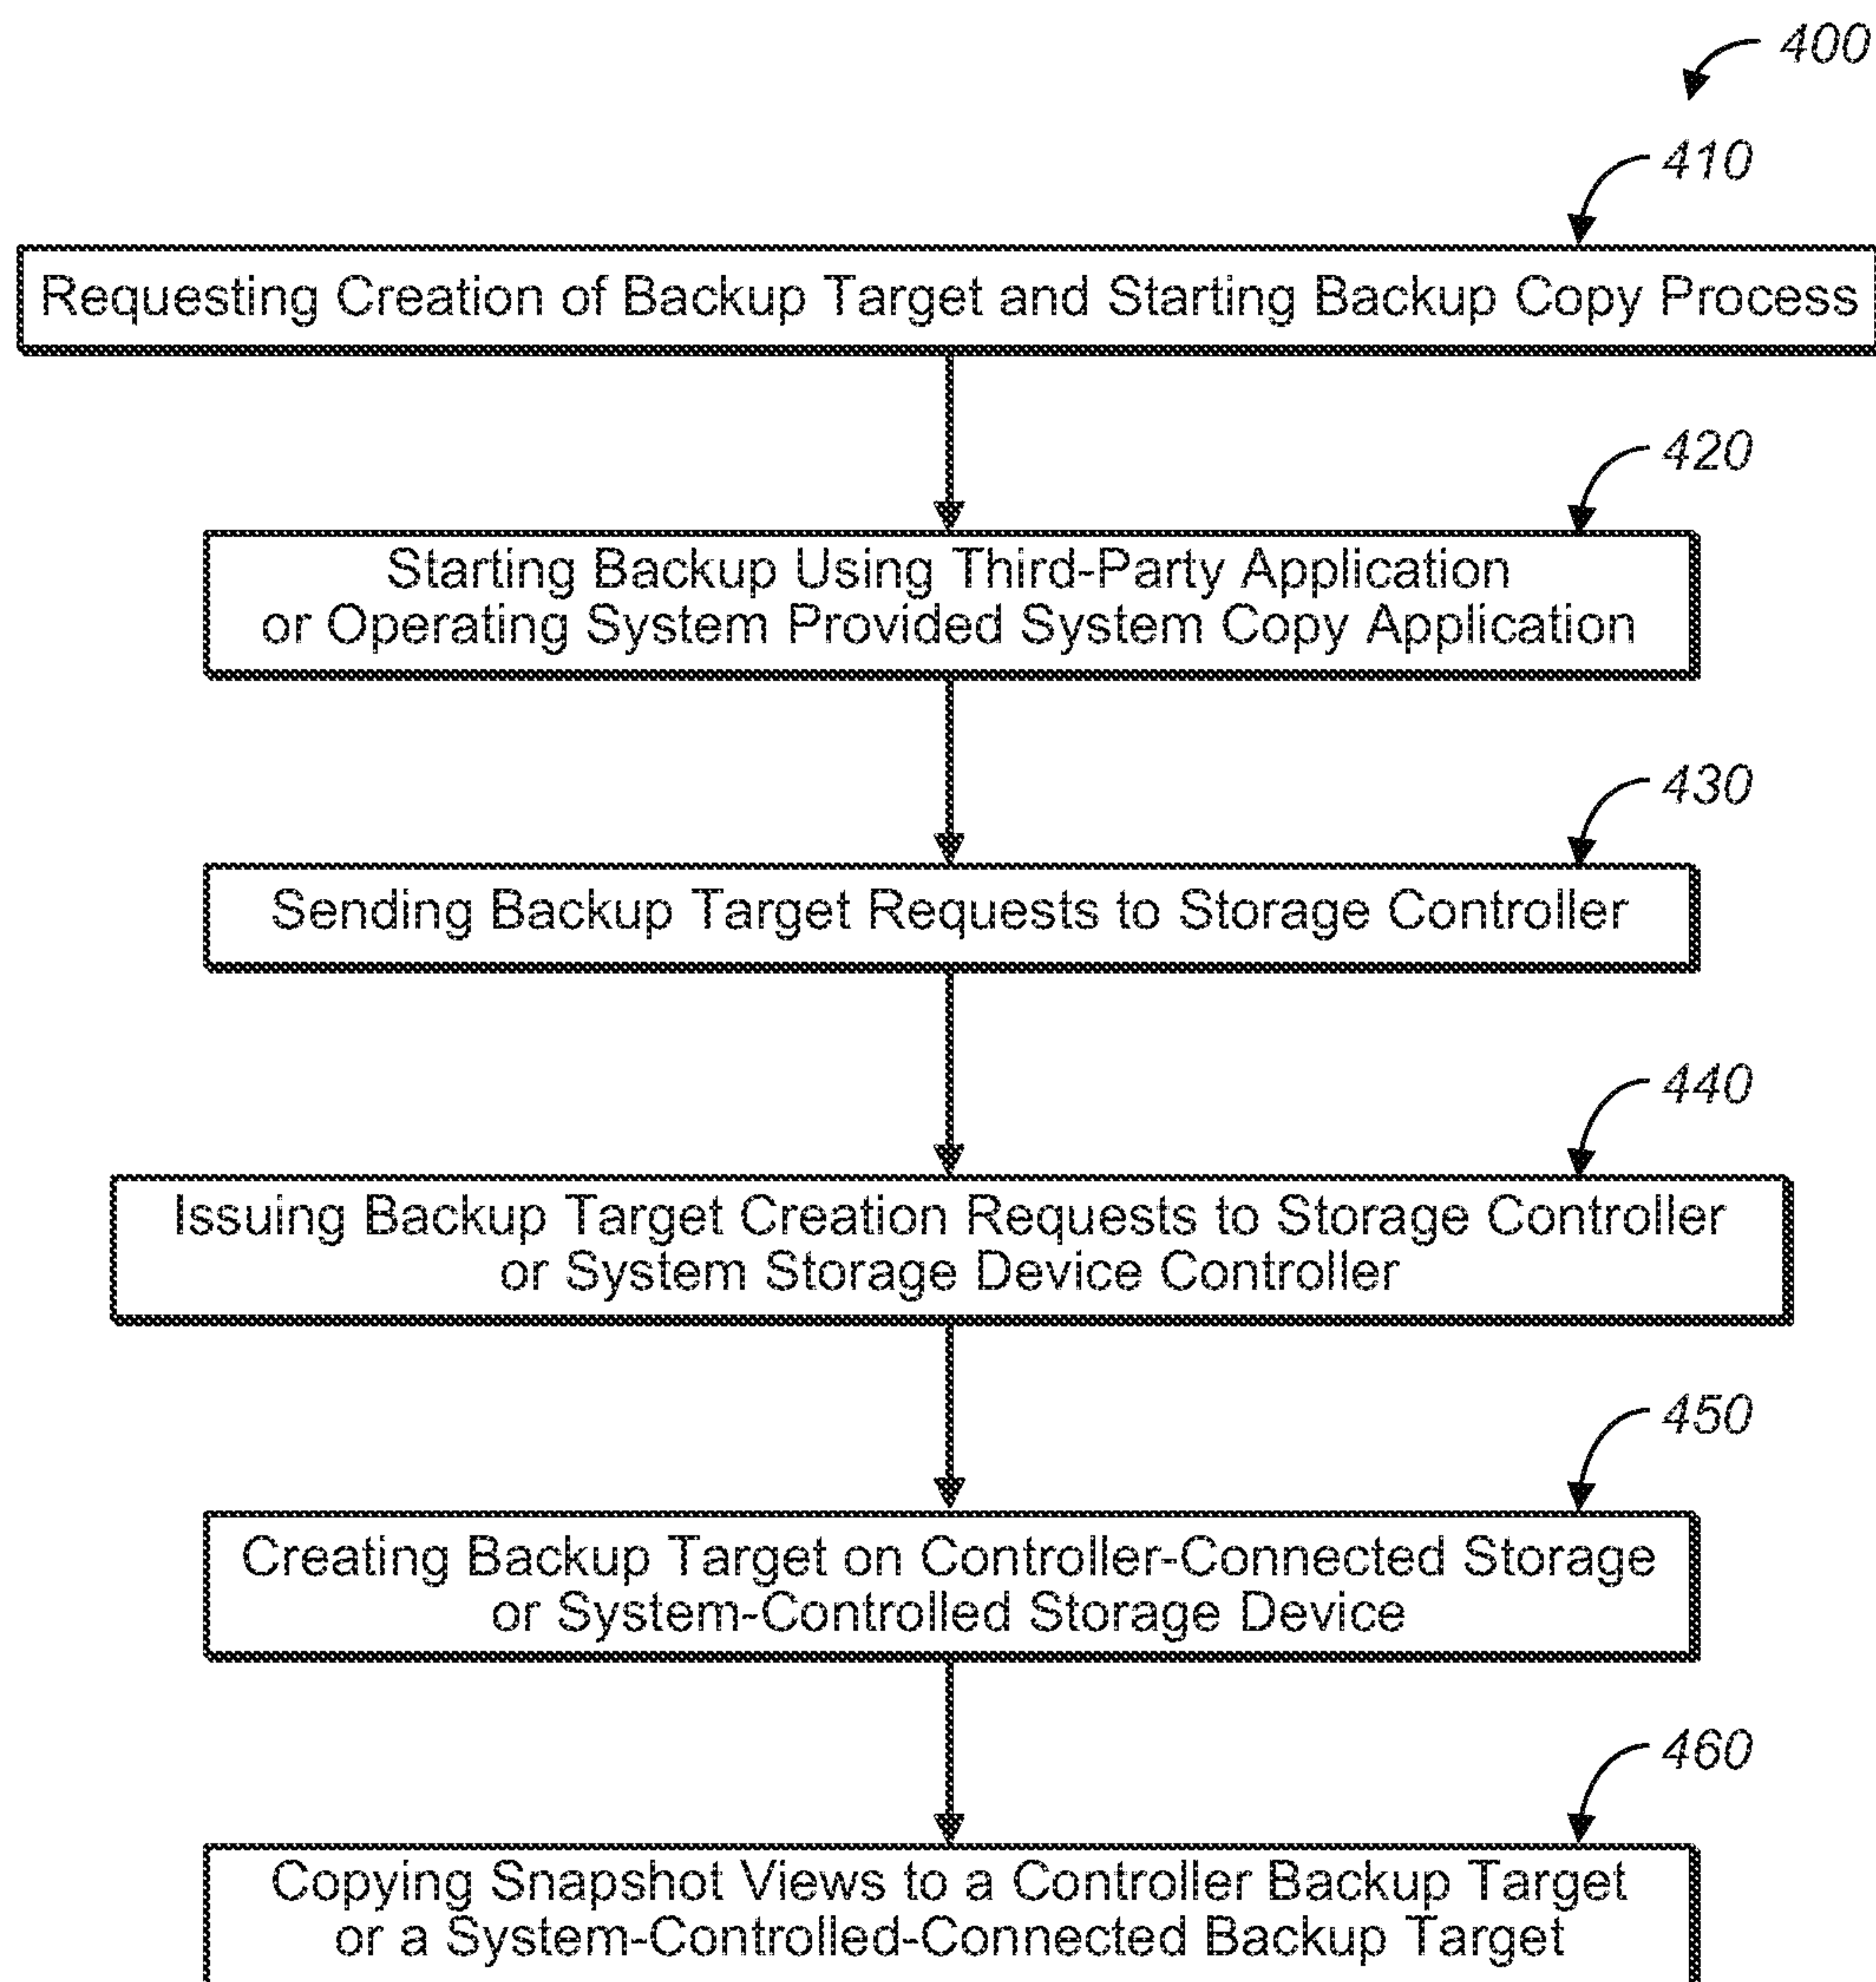 400
410
Requesting Creation of Backup Target and Starting Backup Copy Process
420
Starting Backup Using Third-Party Application
or Operating System Provided System Copy Application
430
Sending Backup Target Requests to Storage Controller
440
Issuing Backup Target Creation Requests to Storage Controller
or System Storage Device Controller
450
Creating Backup Target on Controller-Connected Storage
or System-Controlled Storage Device
460
Copying Snapshot Views to a Controller Backup Target
or a System-Controlled-Connected Backup Target